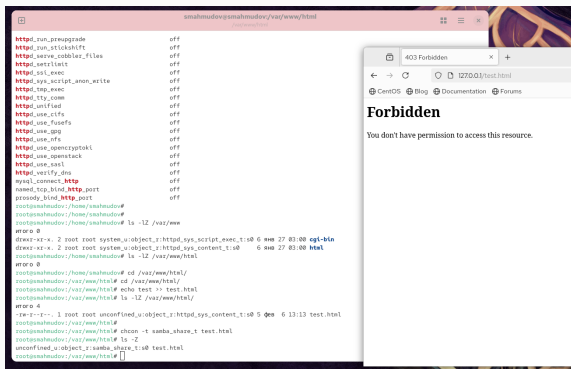 smahmudov@smahmudov:/var/www/html
/var/www/html
httpd_run_preupgrade off
httpd_run_stickshift off
httpd_serve_cobbler_files off
httpd_setrlimit off
httpd_ssi_exec off
httpd_sys_script_anon_write off
httpd_tmp_exec off
httpd_tty_comm off
httpd_unified off
httpd_use_cifs off
httpd_use_fusefs off
httpd_use_gpg off
httpd_use_nfs off
httpd_use_opencryptoki off
httpd_use_openstack off
httpd_use_sasl off
httpd_verify_dns off
mysql_connect_http off
named_tcp_bind_http_port off
prosody_bind_http_port off
root@smahmudov:/home/smahmudov#
root@smahmudov:/home/smahmudov#
root@smahmudov:/home/smahmudov# ls -lZ /var/www
итого 0
drwxr-xr-x. 2 root root system_u:object_r:httpd_sys_script_exec_t:s0 6 янв 27 03:00 cgi-bin
drwxr-xr-x. 2 root root system_u:object_r:httpd_sys_content_t:s0 6 янв 27 03:00 html
root@smahmudov:/home/smahmudov# ls -lZ /var/www/html
итого 0
root@smahmudov:/home/smahmudov# cd /var/www/html/
root@smahmudov:/var/www/html# cd /var/www/html/
root@smahmudov:/var/www/html# echo test >> test.html
root@smahmudov:/var/www/html# ls -lZ /var/www/html/
итого 4
-rw-r--r--. 1 root root unconfined_u:object_r:httpd_sys_content_t:s0 5 фев 6 13:13 test.html
root@smahmudov:/var/www/html#
root@smahmudov:/var/www/html# chcon -t samba_share_t test.html
root@smahmudov:/var/www/html# ls -Z
unconfined_u:object_r:samba_share_t:s0 test.html
root@smahmudov:/var/www/html#
403 Forbidden
127.0.0.1/test.html
CentOS Blog Documentation Forums
Forbidden
You don't have permission to access this resource.